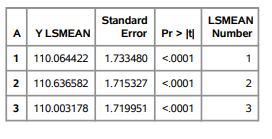 A Y LSMEAN Standard Error Pr > |t| LSMEAN Number
1 110.064422 1.733480 <.0001 1
2 110.636582 1.715327 <.0001 2
3 110.003178 1.719951 <.0001 3